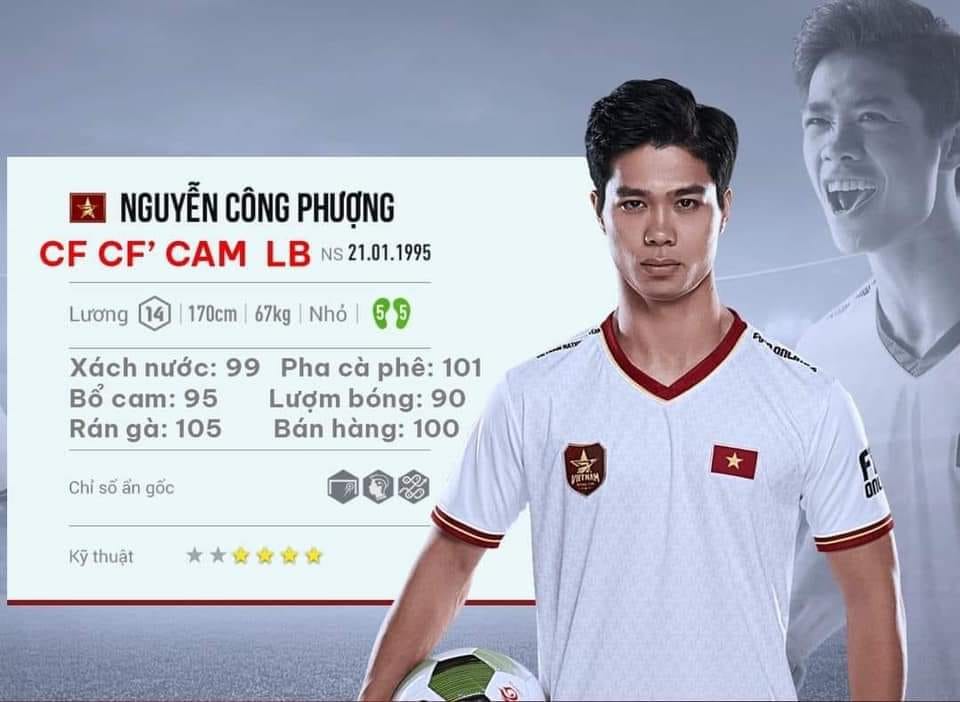 NGUYỄN CÔNG PHƯỢNG
CF CF’ CAM LB NS 21.01.1995
Lương 14 170cm 67kg Nhỏ 5 5
Xách nước: 99 Pha cà phê: 101
Bổ cam: 95 Lượm bóng: 90
Rán gà: 105 Bán hàng: 100
Chỉ số ẩn gốc
Kỹ thuật
VIETNAM